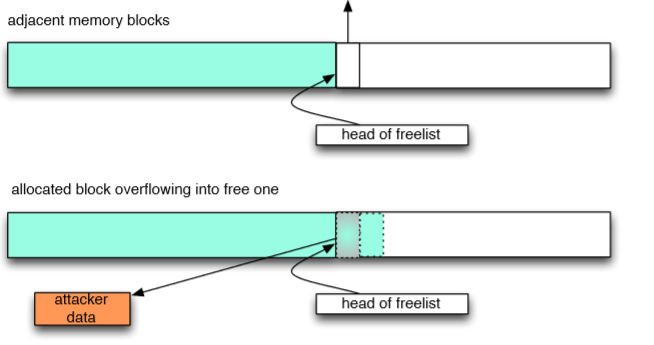 adjacent memory blocks
head of freelist
allocated block overflowing into free one
attacker
data
head of freelist